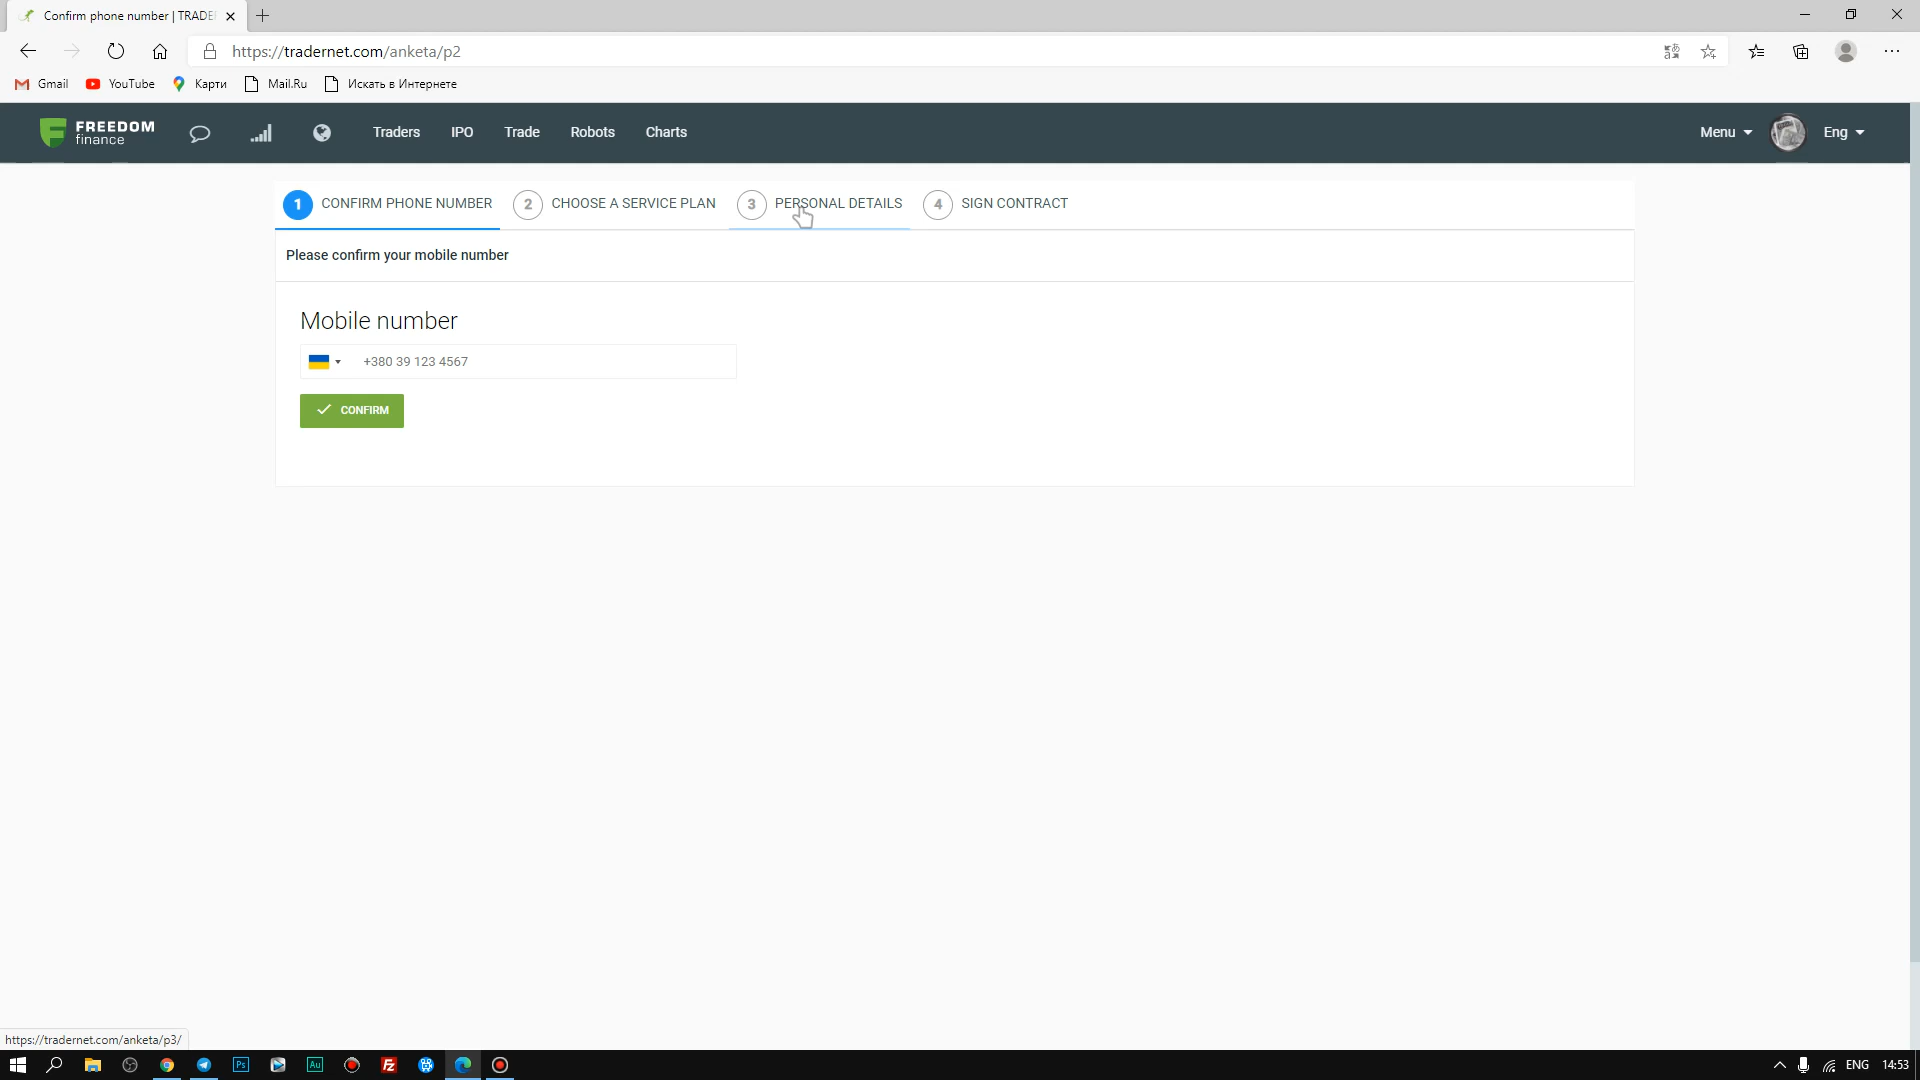 Confirm phone number | TRADE
https://tradernet.com/anketa/p2
Gmail YouTube Карти Mail.Ru Искать в Интернете
FREEDOM finance Traders IPO Trade Robots Charts Menu Eng
1 CONFIRM PHONE NUMBER 2 CHOOSE A SERVICE PLAN 3 PERSONAL DETAILS 4 SIGN CONTRACT
Please confirm your mobile number
Mobile number
+380 39 123 4567
CONFIRM
https://tradernet.com/anketa/p3/
Ps Au Fz ENG 14:53